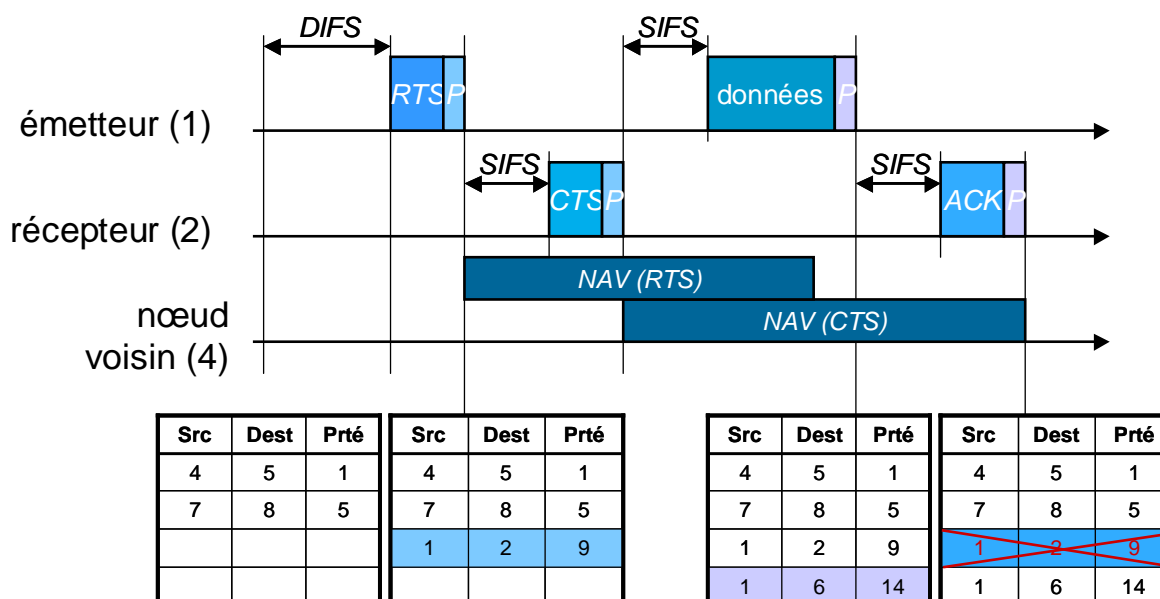 DIFS SIFS
RTS P données P
émetteur (1)
SIFS SIFS
CTS P ACK P
récepteur (2)
NAV (RTS)
nœud
NAV (CTS)
voisin (4)
Src Dest Prté Src Dest Prté Src Dest Prté Src Dest Prté
4 5 1 4 5 1 4 5 1 4 5 1
7 8 5 7 8 5 7 8 5 7 8 5
1 2 9 1 2 9 1 2 9
1 6 14 1 6 14